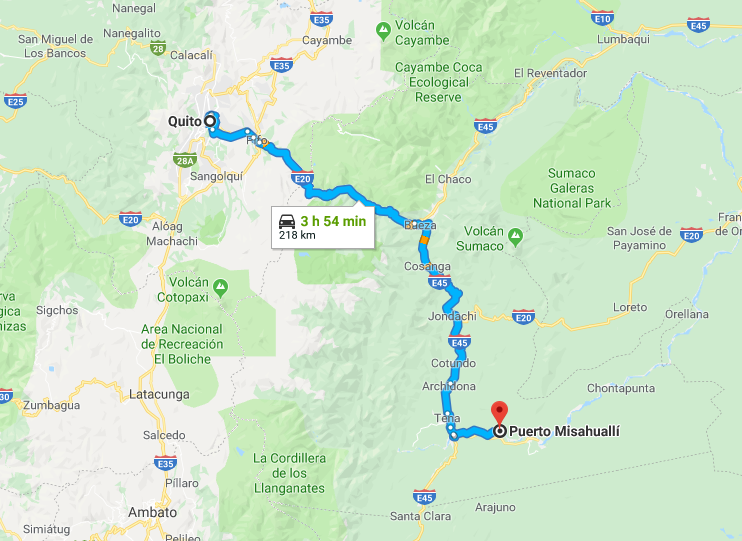 Nanegal
Nanegalito
San Miguel de
Los Bancos
28
Calacalí
Cayambe
E35
Volcán
Cayambe
Cayambe Coca
Ecological
Reserve
E10
Lumbaqui
E45
El Reventador
E25
Quito
Pifo
E45
28A
Sangolquí
E20
El Chaco
Sumaco
Galeras
National Park
3 h 54 min
218 km
E20
Alóag
Machachi
Baeza
Volcán
Sumaco
San José de
Payamino
E20
Cosanga
E45
Volcán
Cotopaxi
Sigchos
Jondachi
E20
Loreto
Orellana
Area Nacional
de Recreación
El Boliche
E45
Cotundo
Archidona
Chontapunta
30
Zumbagua
Latacunga
Tena
Puerto Misahuallí
Salcedo
E35
La Cordillera
de los
Llanganates
Píllaro
E45
Arajuno
Ambato
Santa Clara
Simiátug